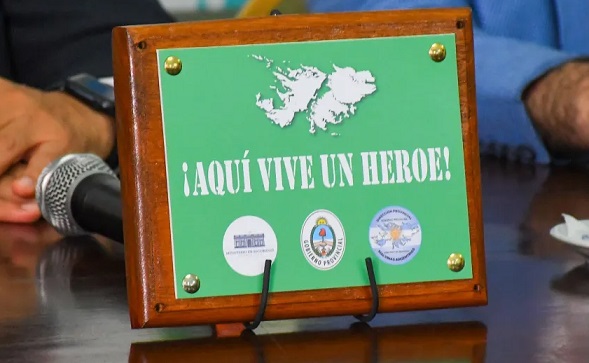 ¡AQUÍ VIVE UN HEROE!
GOBIERNO PROVINCIAL